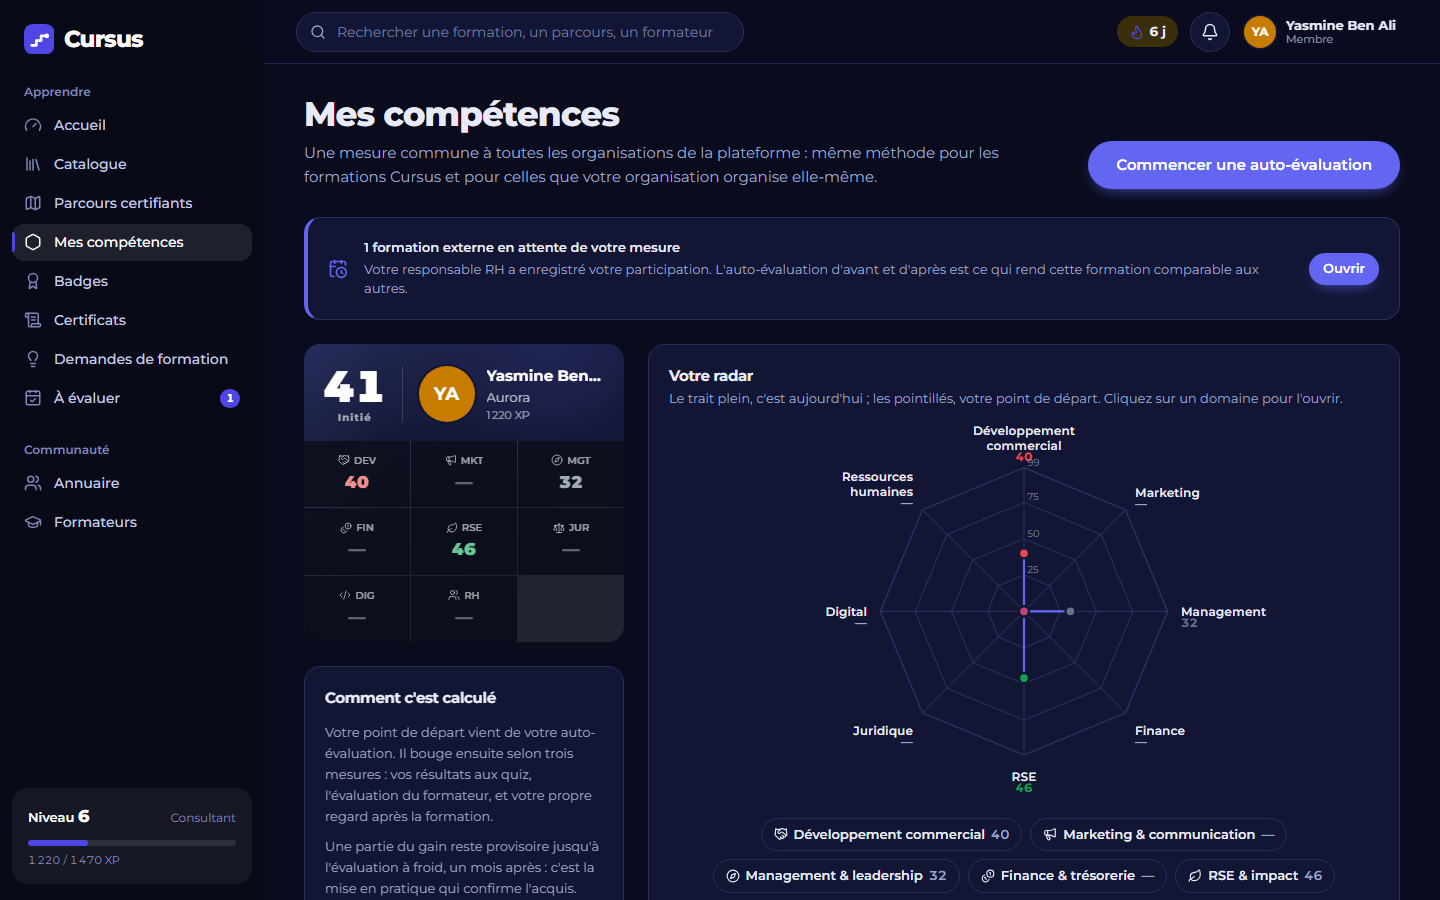 Cursus
Rechercher une formation, un parcours, un formateur
6 j
YA
Yasmine Ben Ali
Membre
Apprendre
Accueil
Catalogue
Parcours certifiants
Mes compétences
Badges
Certificats
Demandes de formation
À évaluer
1
Communauté
Annuaire
Formateurs
Niveau 6
Consultant
1 220 / 1 470 XP
Mes compétences
Une mesure commune à toutes les organisations de la plateforme : même méthode pour les
formations Cursus et pour celles que votre organisation organise elle-même.
Commencer une auto-évaluation
1 formation externe en attente de votre mesure
Votre responsable RH a enregistré votre participation. L'auto-évaluation d'avant et d'après est ce qui rend cette formation comparable aux
autres.
Ouvrir
41
Initié
YA
Yasmine Ben...
Aurora
1 220 XP
DEV
40
MKT
—
MGT
32
FIN
—
RSE
46
JUR
—
DIG
—
RH
—
Comment c'est calculé
Votre point de départ vient de votre auto-
évaluation. Il bouge ensuite selon trois
mesures : vos résultats aux quiz,
l'évaluation du formateur, et votre propre
regard après la formation.
Une partie du gain reste provisoire jusqu'à
l'évaluation à froid, un mois après : c'est la
mise en pratique qui confirme l'acquis.
Votre radar
Le trait plein, c'est aujourd'hui ; les pointillés, votre point de départ. Cliquez sur un domaine pour l'ouvrir.
Développement
commercial
40
99
75
50
25
Ressources
humaines
—
Marketing
—
Digital
—
Management
32
Juridique
—
Finance
—
RSE
46
Développement commercial 40
Marketing & communication —
Management & leadership 32
Finance & trésorerie —
RSE & impact 46